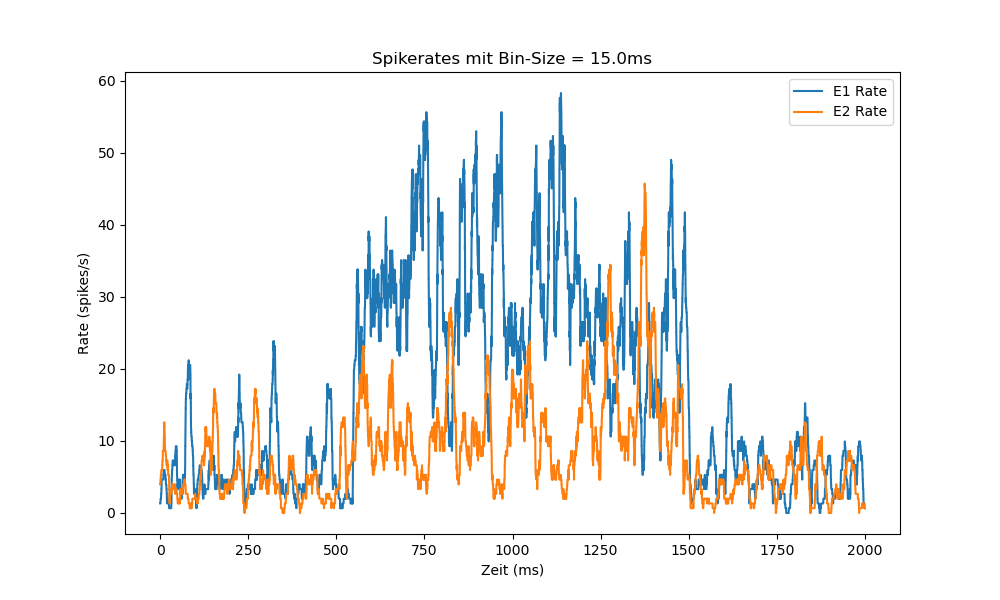 Spikerates mit Bin-Size = 15.0ms
E1 Rate
E2 Rate
60
50
40
30
20
10
0
Rate (spikes/s)
0 250 500 750 1000 1250 1500 1750 2000
Zeit (ms)